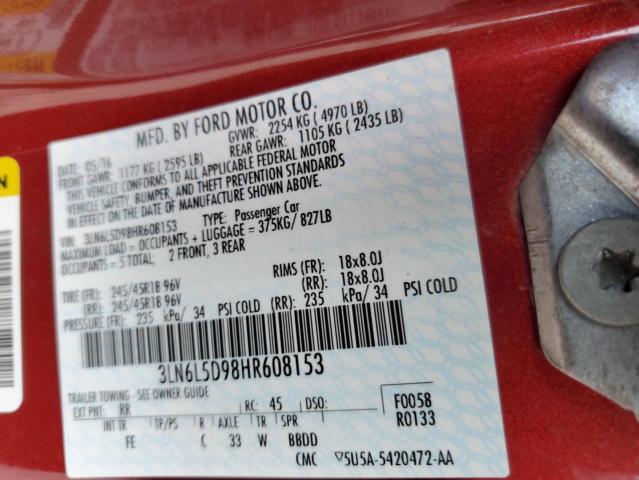 MFD. BY FORD MOTOR CO.
DATE: 05/16 GVWR: 2254 KG ( 4970 LB)
FRONT GAWR: 1177 KG ( 2595 LB) REAR GAWR: 1105 KG ( 2435 LB)
THIS VEHICLE CONFORMS TO ALL APPLICABLE FEDERAL MOTOR
VEHICLE SAFETY, BUMPER, AND THEFT PREVENTION STANDARDS
IN EFFECT ON THE DATE OF MANUFACTURE SHOWN ABOVE.
VIN: 3LN6L5D98HR608153 TYPE: Passenger Car
MAXIMUM LOAD = OCCUPANTS + LUGGAGE = 375KG/ 827LB
OCCUPANTS = 5 TOTAL: 2 FRONT, 3 REAR
TIRE (FR): 245/45R18 96V RIMS (FR): 18x8.0J
(RR): 245/45R18 96V (RR): 18x8.0J
PRESSURE (FR): 235 kPa/ 34 PSI COLD (RR): 235 kPa/ 34 PSI COLD
3LN6L5D98HR608153
TRAILER TOWING - SEE OWNER GUIDE F0058
EXT PNT: RR RC: 45 DSO: R0133
INT TR TP/PS R AXLE TR SPR
FE C 33 W BBDD
CMC 5U5A-5420472-AA